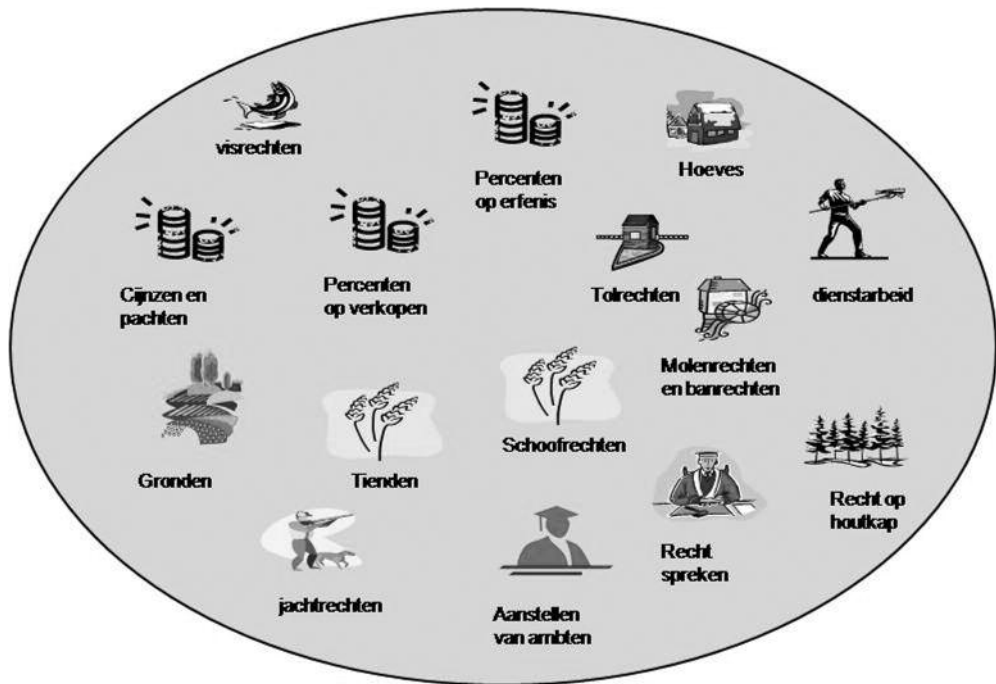 visrechten
Percenten
op erfenis
Hoeves
Cijnzen en
pachten
Percenten
op verkopen
Tolrechten
dienstarbeid
Molenrechten
en banrechten
Gronden
Tienden
Schoofrechten
Recht op
houtkap
jachtrechten
Aanstellen
van ambten
Recht
spreken